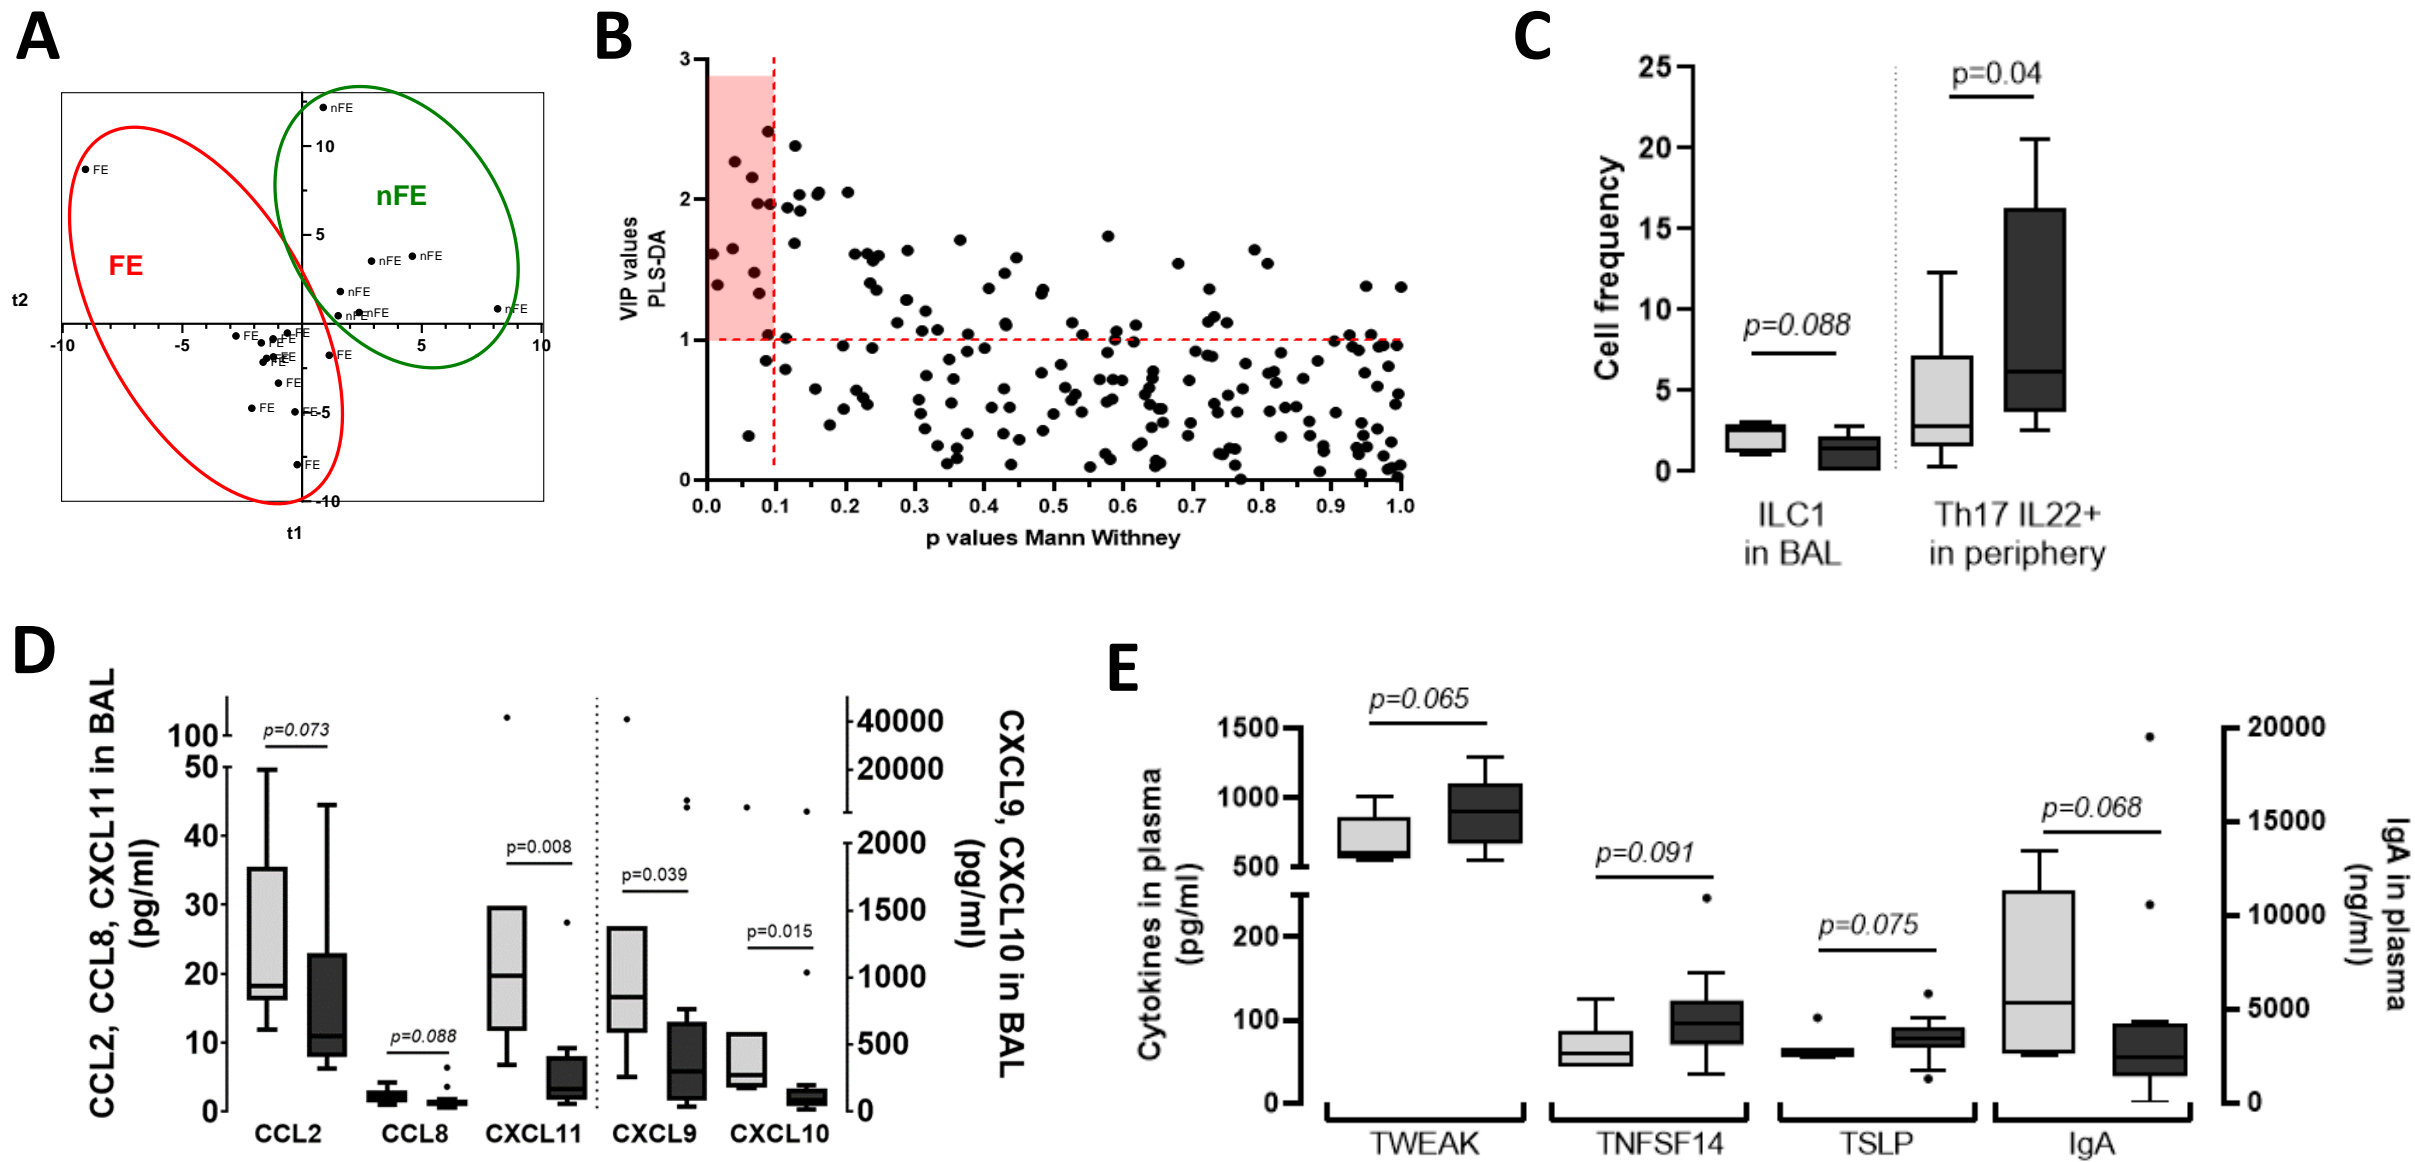 A
B
C
nFE
10
FE
nFE
5
FE
nFE
nFE
nFE
nFE
nFE
nFE
t2
-10
-5
5
10
FE
FE
FE
FE
FE
FE
FE
FE
FE
FE
-5
FE
-10
t1
3
2
1
0
VIP values
PLS-DA
0.0
0.1
0.2
0.3
0.4
0.5
0.6
0.7
0.8
0.9
1.0
p values Mann Withney
25
20
15
10
5
0
Cell frequency
p=0.04
p=0.088
ILC1
in BAL
Th17 IL22+
in periphery
D
CCL2, CCL8, CXCL11 in BAL
(pg/ml)
100
50
40
30
20
10
0
p=0.073
p=0.088
p=0.008
p=0.039
p=0.015
40000
20000
2000
1500
1000
500
0
CXCL9, CXCL10 in BAL
(pg/ml)
CCL2
CCL8
CXCL11
CXCL9
CXCL10
E
Cytokines in plasma
(pg/ml)
1500
1000
500
200
100
0
p=0.065
p=0.091
p=0.075
p=0.068
20000
15000
10000
5000
0
IgA in plasma
(ng/ml)
TWEAK
TNFSF14
TSLP
IgA